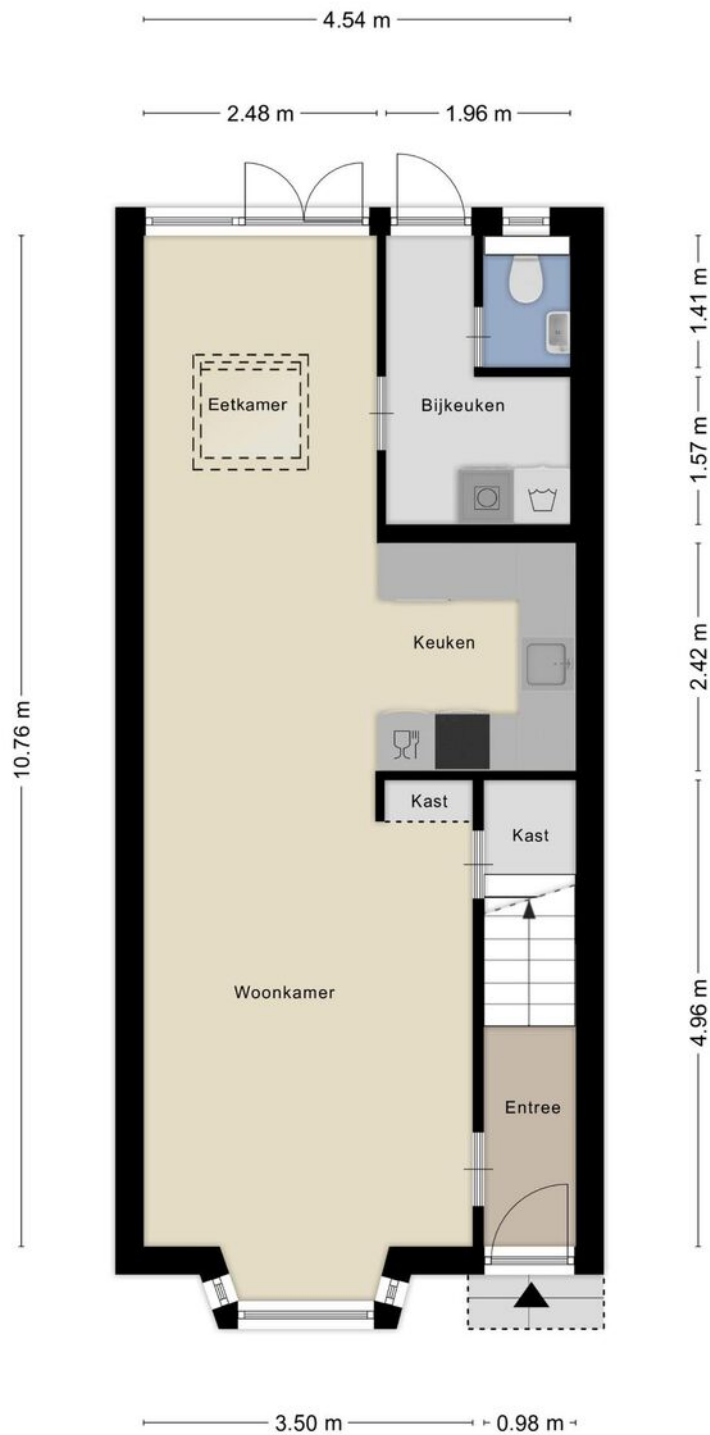 4.54 m
2.48 m
1.96 m
1.41 m
Eetkamer
Bijkeuken
1.57 m
Keuken
2.42 m
10.76 m
Kast
Kast
Woonkamer
4.96 m
Entree
3.50 m
0.98 m